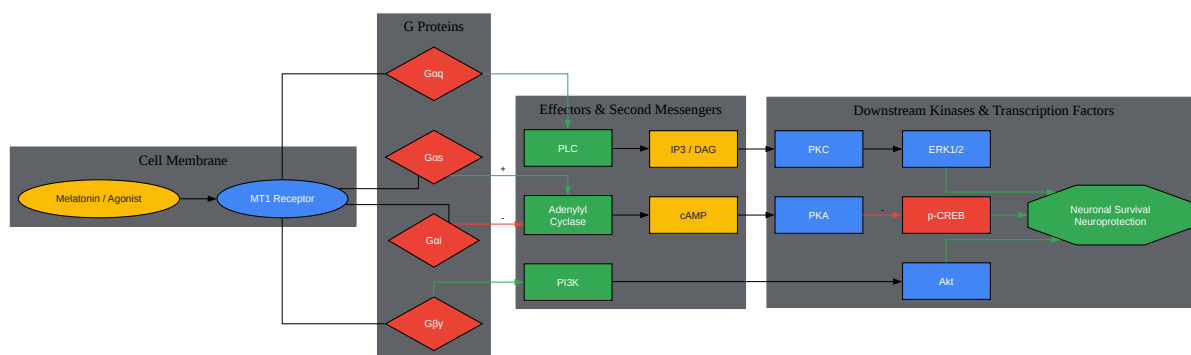 G Proteins
Gαq
Effectors & Second Messengers
Downstream Kinases & Transcription Factors
Cell Membrane
Gαs
PLC
IP3 / DAG
PKC
ERK1/2
+
Melatonin / Agonist
MT1 Receptor
-
Adenylyl
Cyclase
cAMP
PKA
-
p-CREB
Neuronal Survival
Neuroprotection
Gαi
PI3K
Akt
Gβγ